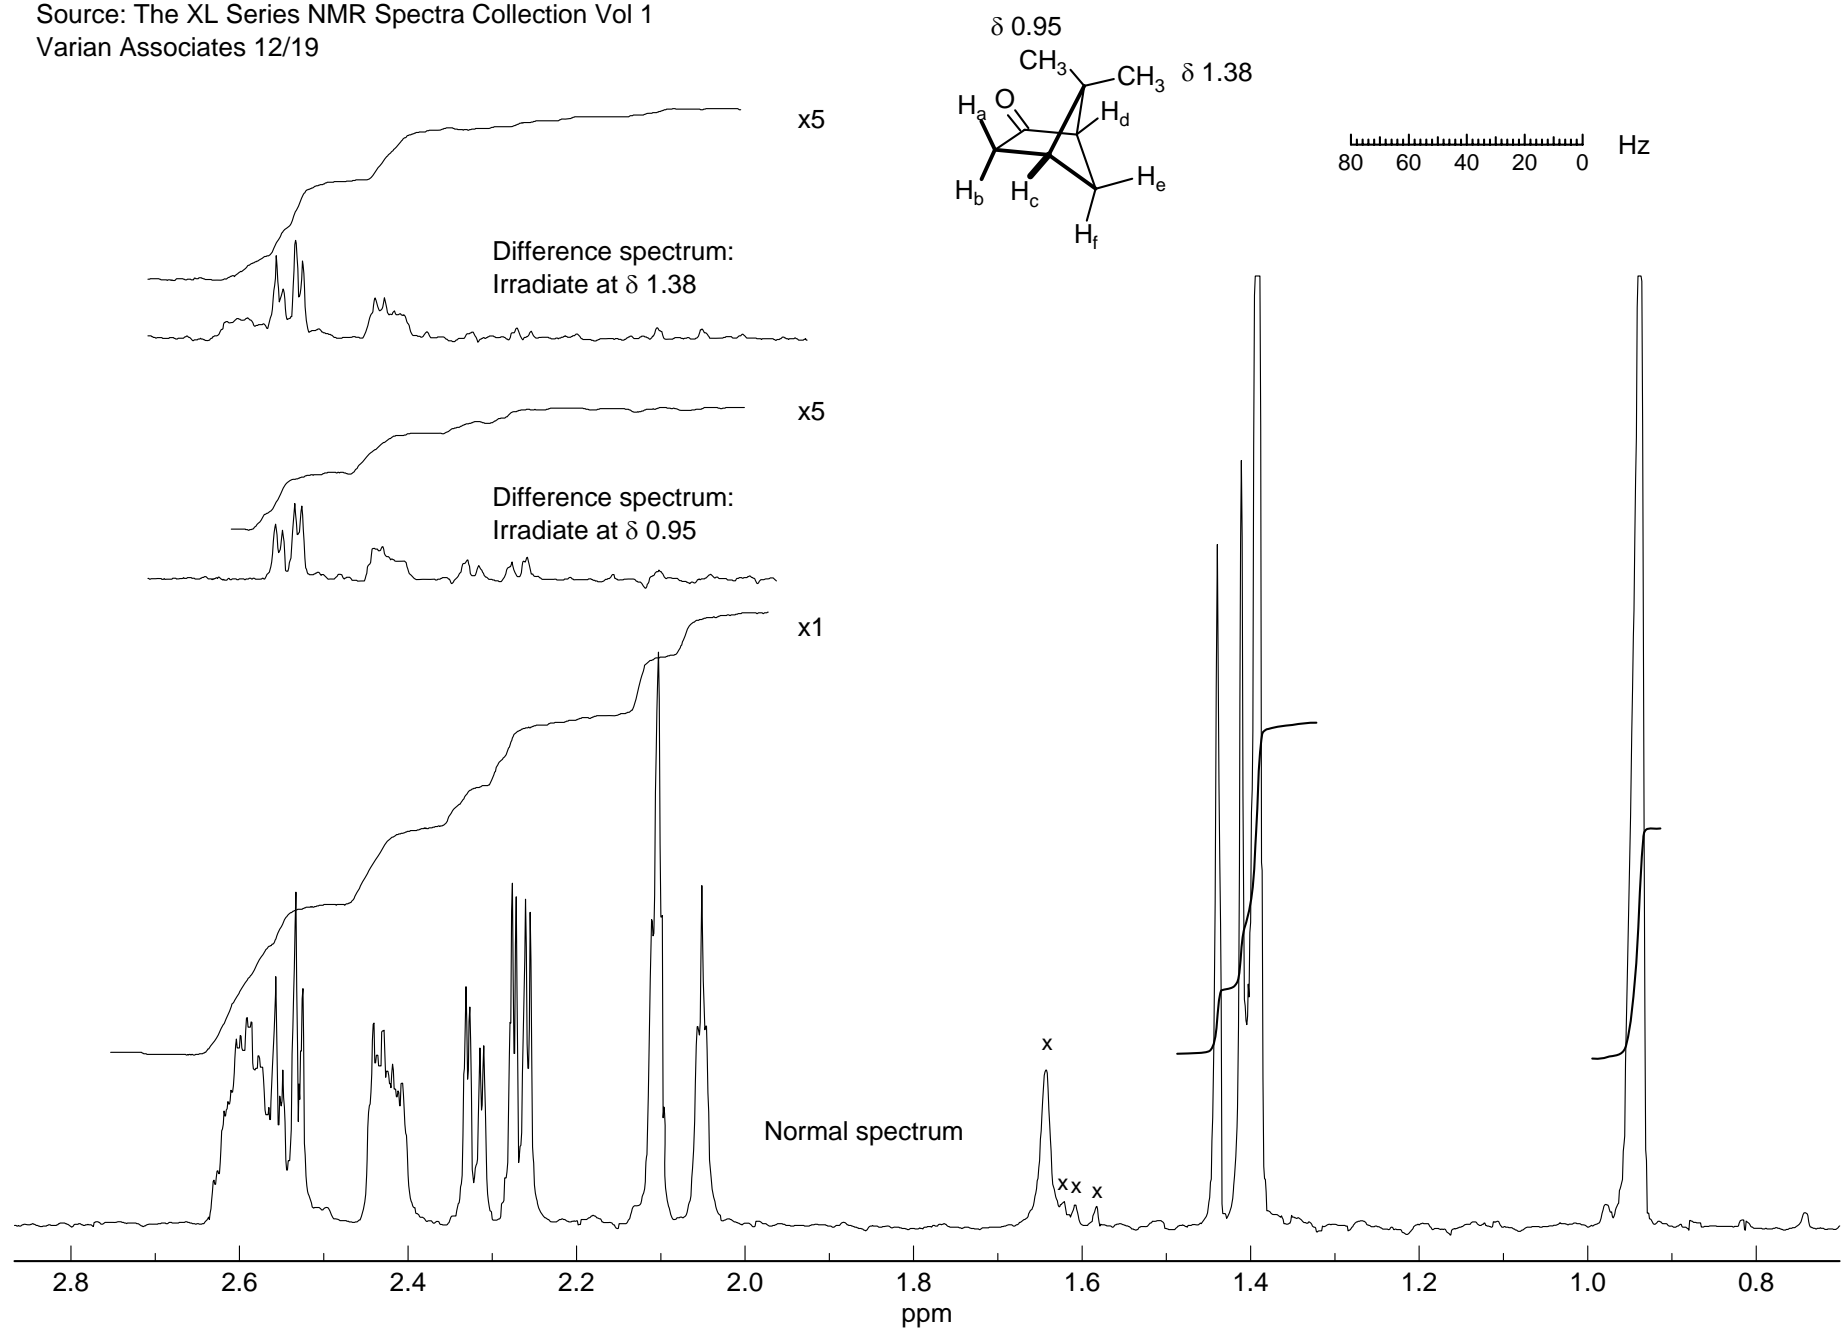 Source: The XL Series NMR Spectra Collection Vol 1
Varian Associates 12/19
δ 0.95
CH3
CH3 δ 1.38
O
Ha
Hd
Hb
Hc
He
Hf
80 60 40 20 0 Hz
x5
Difference spectrum:
Irradiate at δ 1.38
x5
Difference spectrum:
Irradiate at δ 0.95
x1
Normal spectrum
x
x x x
2.8 2.6 2.4 2.2 2.0 1.8 1.6 1.4 1.2 1.0 0.8
ppm